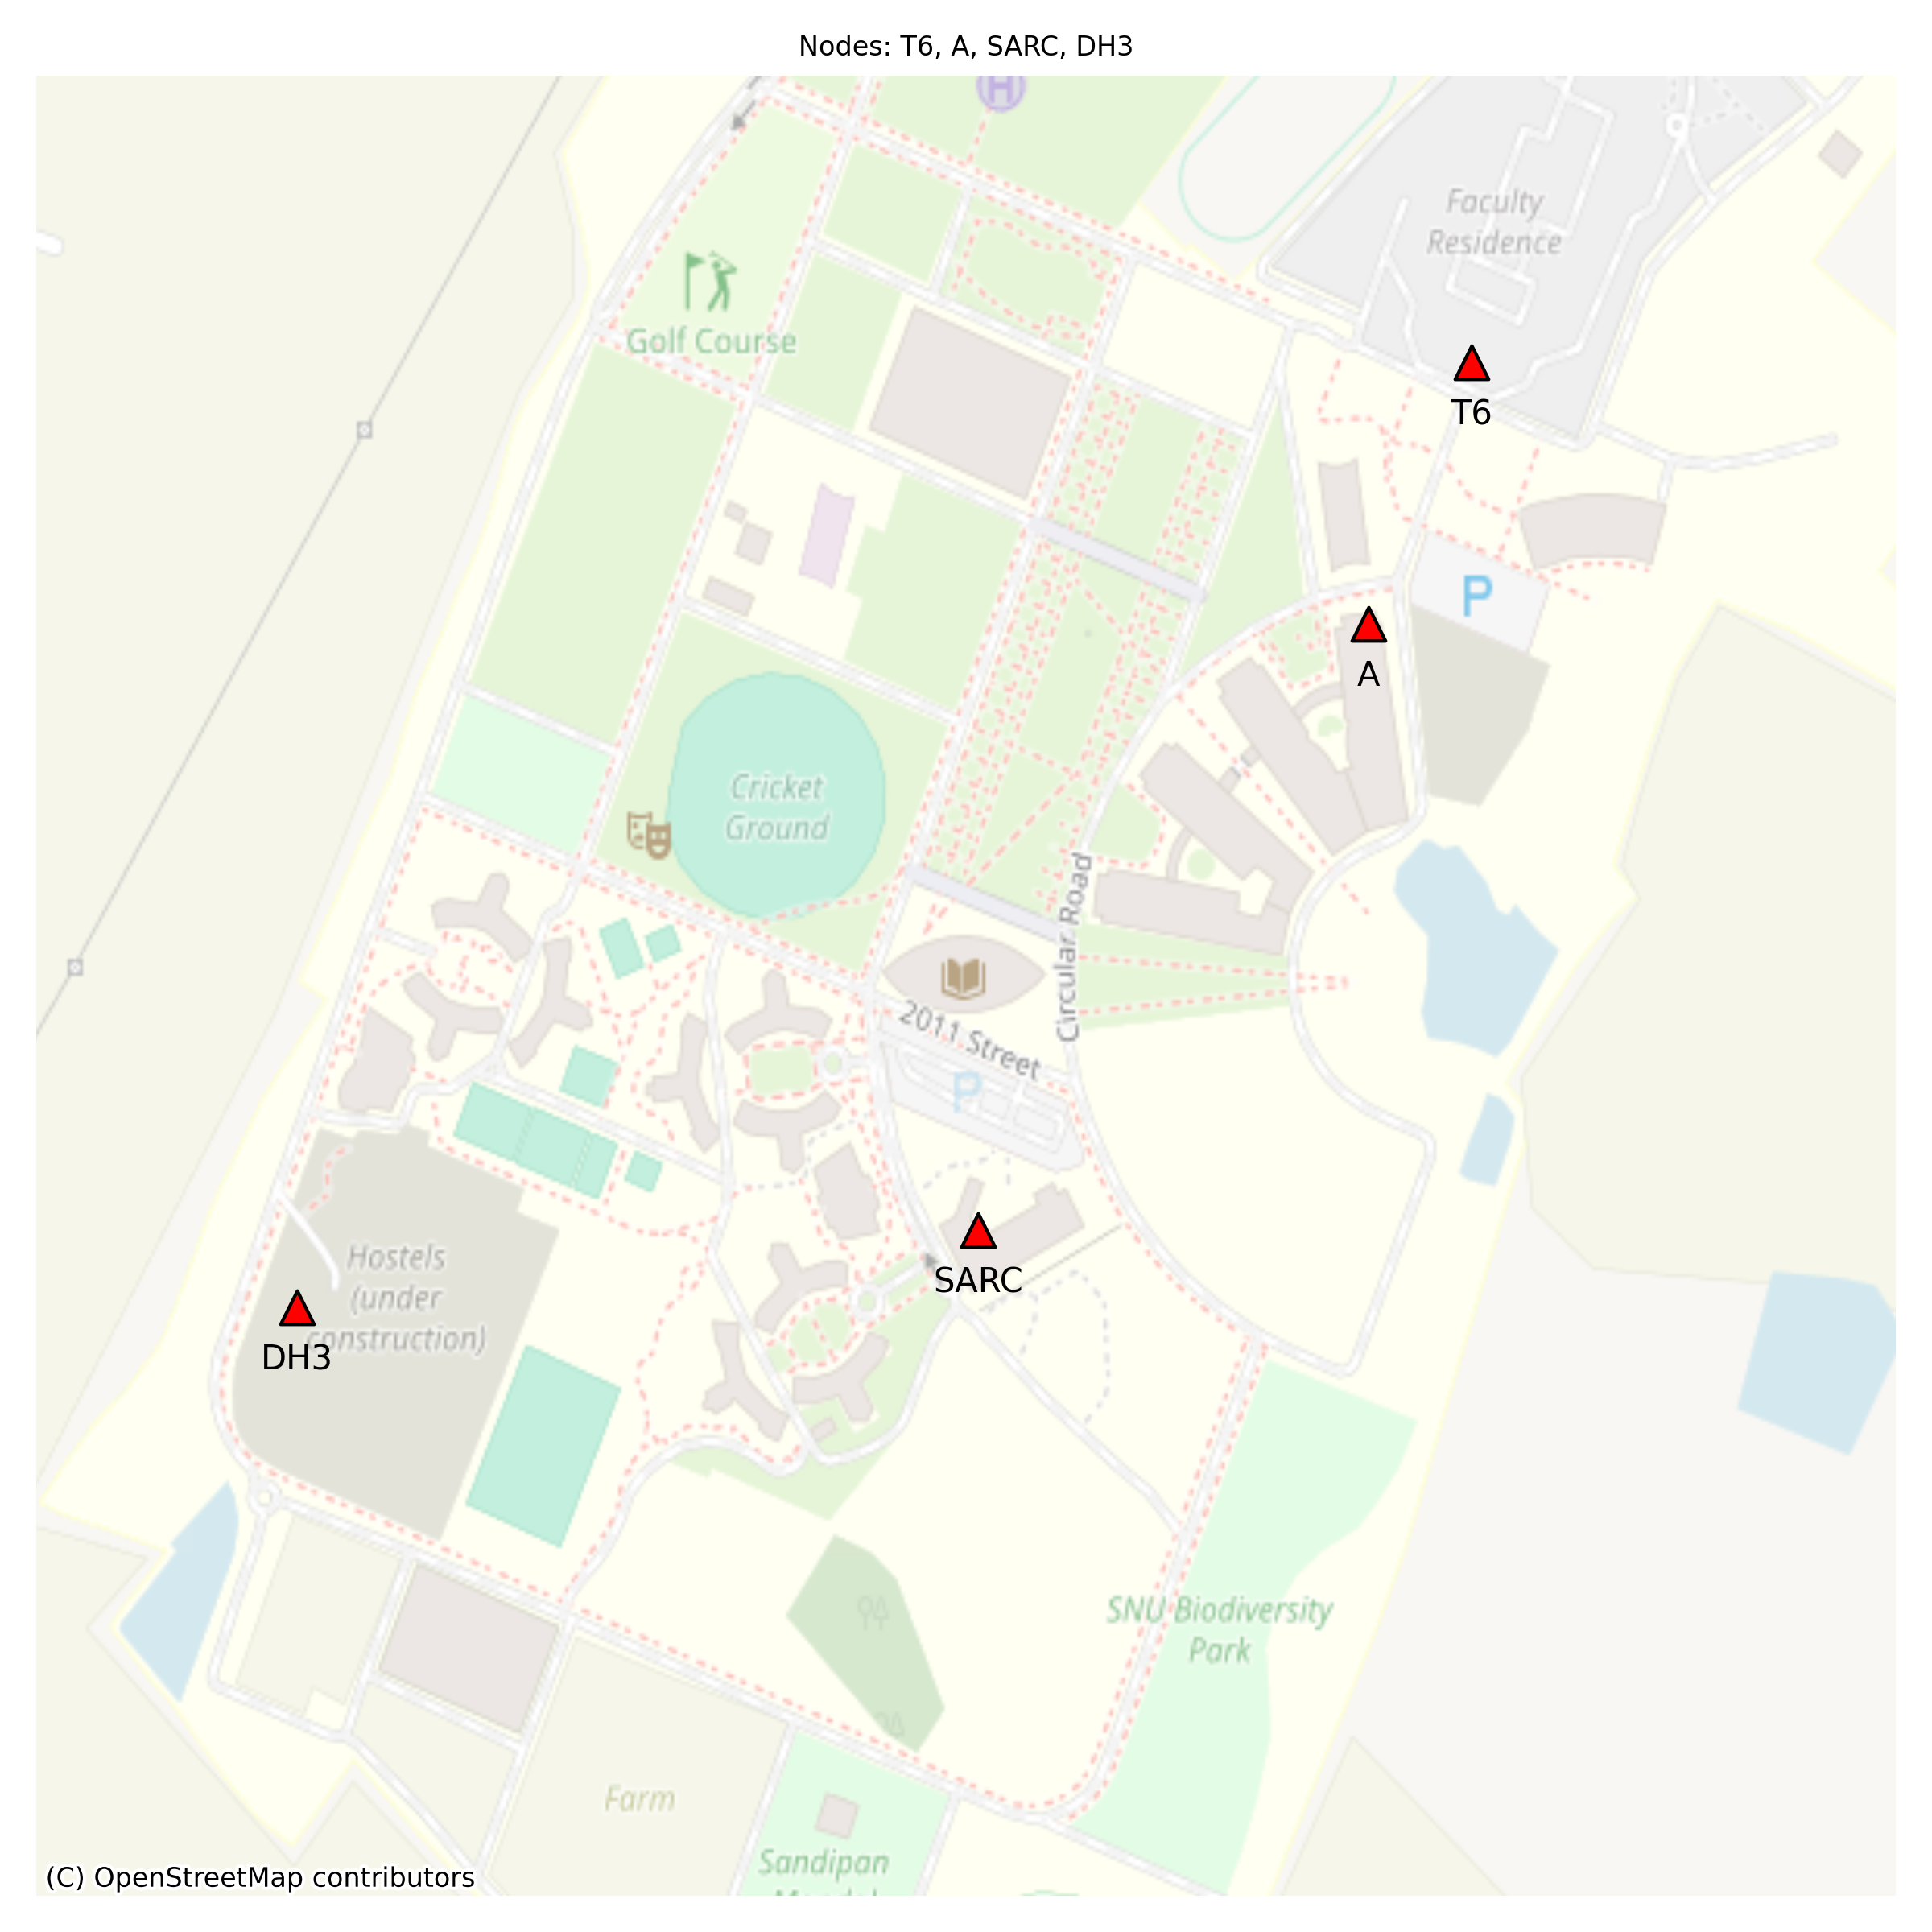 Nodes: T6, A, SARC, DH3
H
Faculty
Residence
Golf Course
T6
P
A
Cricket
Ground
Circular Road
2011 Street
P
SARC
Hostels
(under
construction)
DH3
SNU Biodiversity
Park
Farm
Sandipan
(C) OpenStreetMap contributors